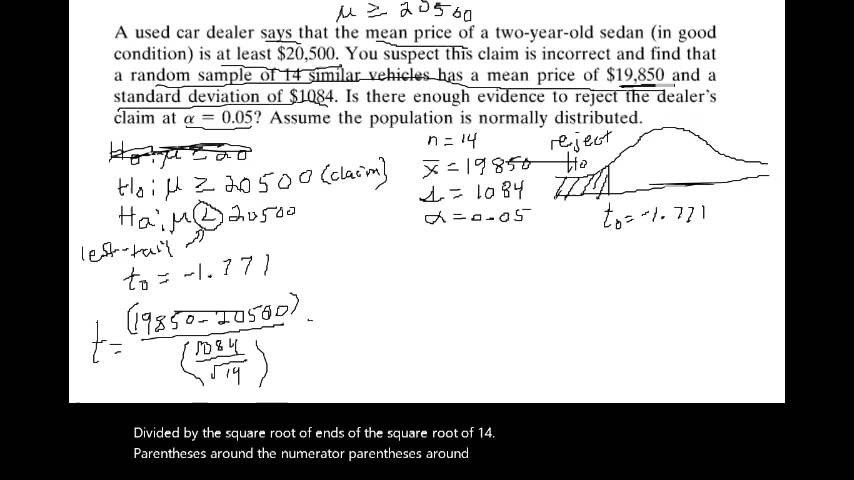 μ ≥ 20500
A used car dealer says that the mean price of a two-year-old sedan (in good
condition) is at least $20,500. You suspect this claim is incorrect and find that
a random sample of 14 similar vehicles has a mean price of $19,850 and a
standard deviation of $1084. Is there enough evidence to reject the dealer's
claim at α = 0.05? Assume the population is normally distributed.
H₀: μ ≥ 20
H₀: μ ≥ 20500 (claim)
Ha: μ < 20500
left-tail
t₀ = -1.771
t = (19850 - 20500) / (1084 / √14)
n = 14
x̄ = 19850
s = 1084
α = 0.05
reject
H₀
t₀ = -1.771
Divided by the square root of ends of the square root of 14.
Parentheses around the numerator parentheses around